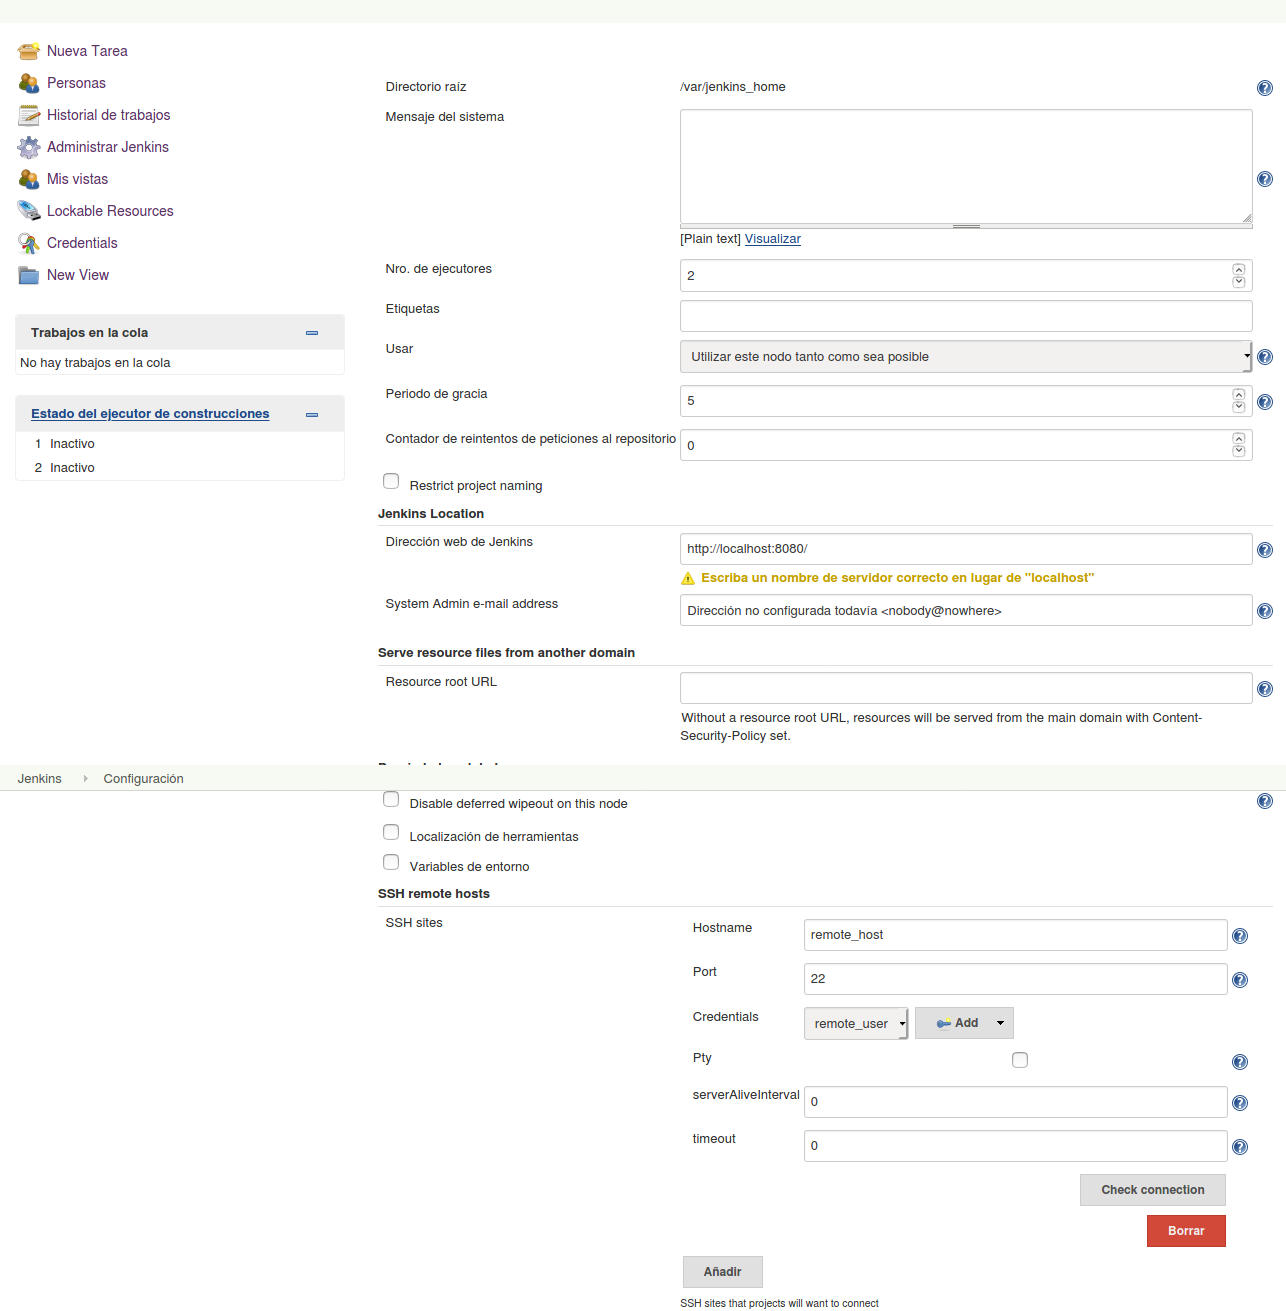 Nueva Tarea
Personas
Historial de trabajos
Administrar Jenkins
Mis vistas
Lockable Resources
Credentials
New View
Trabajos en la cola
No hay trabajos en la cola
Estado del ejecutor de construcciones
1 Inactivo
2 Inactivo
Directorio raíz /var/jenkins_home
Mensaje del sistema
[Plain text] Visualizar
Nro. de ejecutores 2
Etiquetas
Usar Utilizar este nodo tanto como sea posible
Periodo de gracia 5
Contador de reintentos de peticiones al repositorio 0
Restrict project naming
Jenkins Location
Dirección web de Jenkins http://localhost:8080/
Escriba un nombre de servidor correcto en lugar de "localhost"
System Admin e-mail address Dirección no configurada todavía <nobody@nowhere>
Serve resource files from another domain
Resource root URL
Without a resource root URL, resources will be served from the main domain with Content-
Security-Policy set.
Jenkins Configuración
Disable deferred wipeout on this node
Localización de herramientas
Variables de entorno
SSH remote hosts
SSH sites
Hostname remote_host
Port 22
Credentials remote_user Add
Pty
serverAliveInterval 0
timeout 0
Check connection
Borrar
Añadir
SSH sites that projects will want to connect